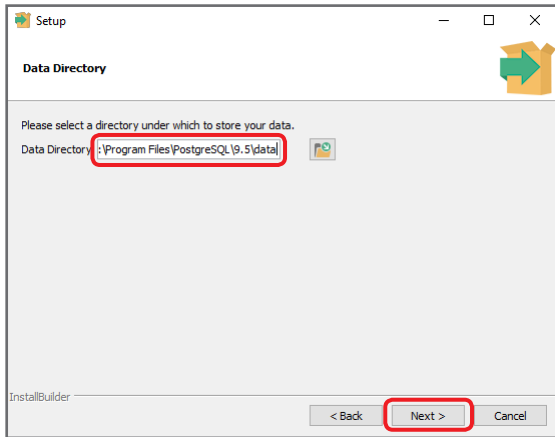 Setup
Data Directory
Please select a directory under which to store your data.
Data Directory :\Program Files\PostgreSQL\9.5\data
InstallBuilder
< Back Next > Cancel